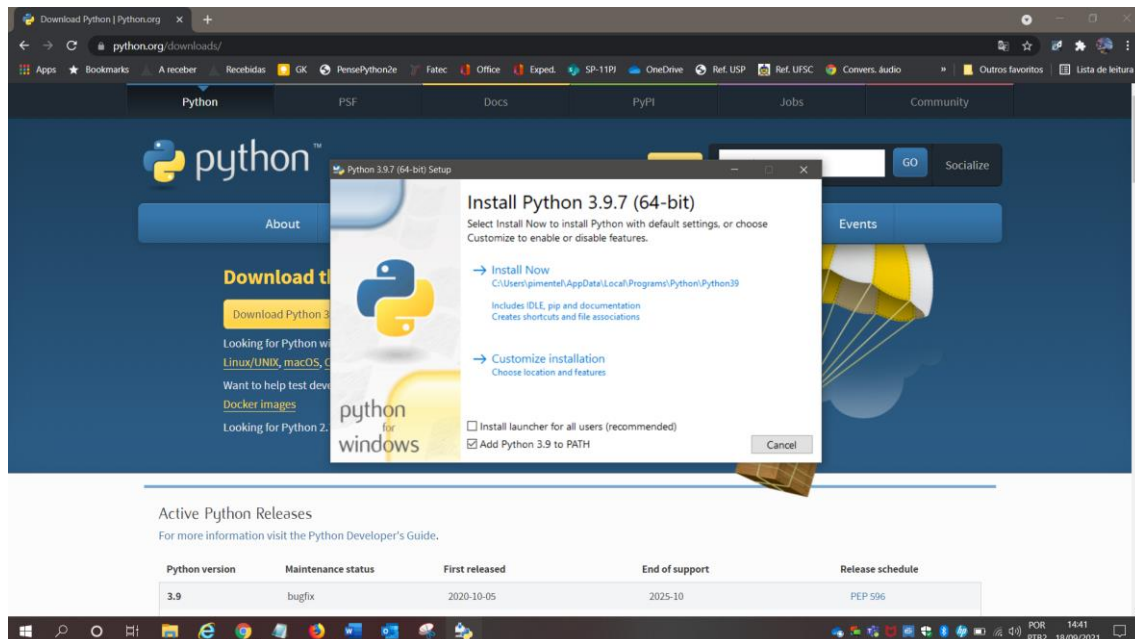 Download Python | Python.org
python.org/downloads/
Apps Bookmarks A receber Recebidas GK PensePython2e Fatec Office Exped. SP-11PJ OneDrive Ref. USP Ref. UFSC Convers. áudio » Outros favoritos Lista de leitura
Python PSF Docs PyPI Jobs Community
python™
GO Socialize
About Events
Python 3.9.7 (64-bit) Setup
Install Python 3.9.7 (64-bit)
Select Install Now to install Python with default settings, or choose
Customize to enable or disable features.
Install Now
C:\Users\pimentel\AppData\Local\Programs\Python\Python39
Includes IDLE, pip and documentation
Creates shortcuts and file associations
Customize installation
Choose location and features
Install launcher for all users (recommended)
Add Python 3.9 to PATH
Cancel
python
for
windows
Download
Download Python 3
Looking for Python
Linux/UNIX, macOS,
Want to help test
Docker images
Looking for Python 2.
Active Python Releases
For more information visit the Python Developer's Guide.
Python version Maintenance status First released End of support Release schedule
3.9 bugfix 2020-10-05 2025-10 PEP 596
POR 14:41
PTB2 18/09/2021